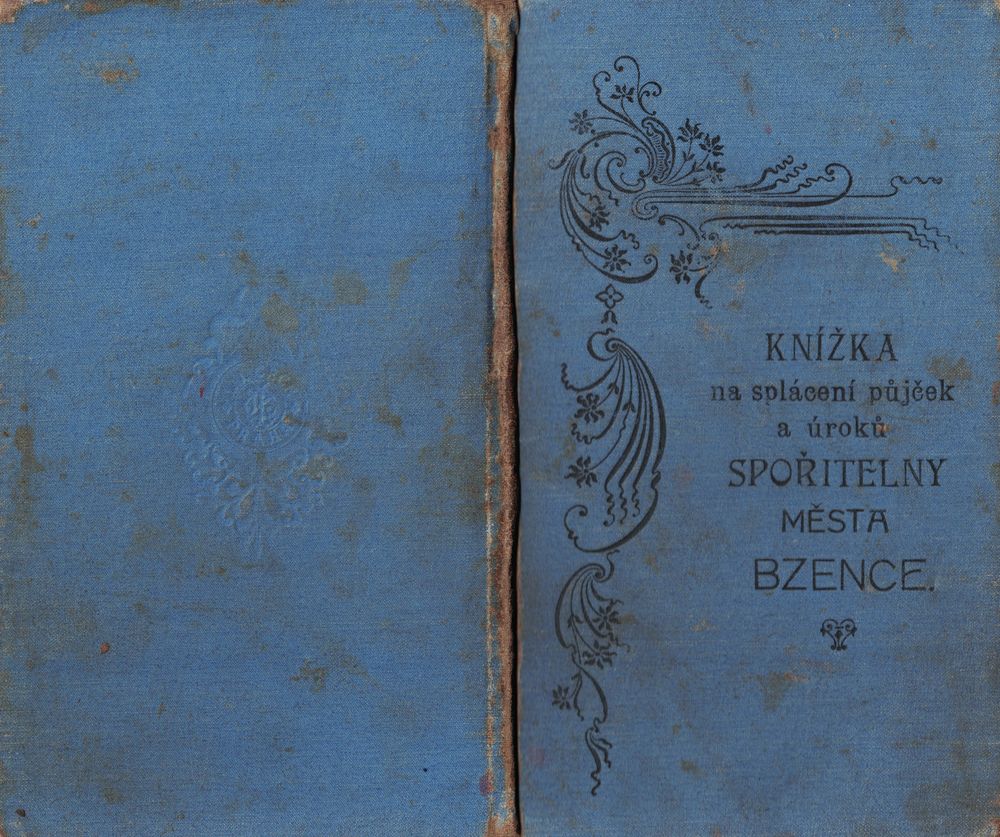 KNÍŽKA
na splácení půjček
a úroků
SPOŘITELNY
MĚSTA
BZENCE.